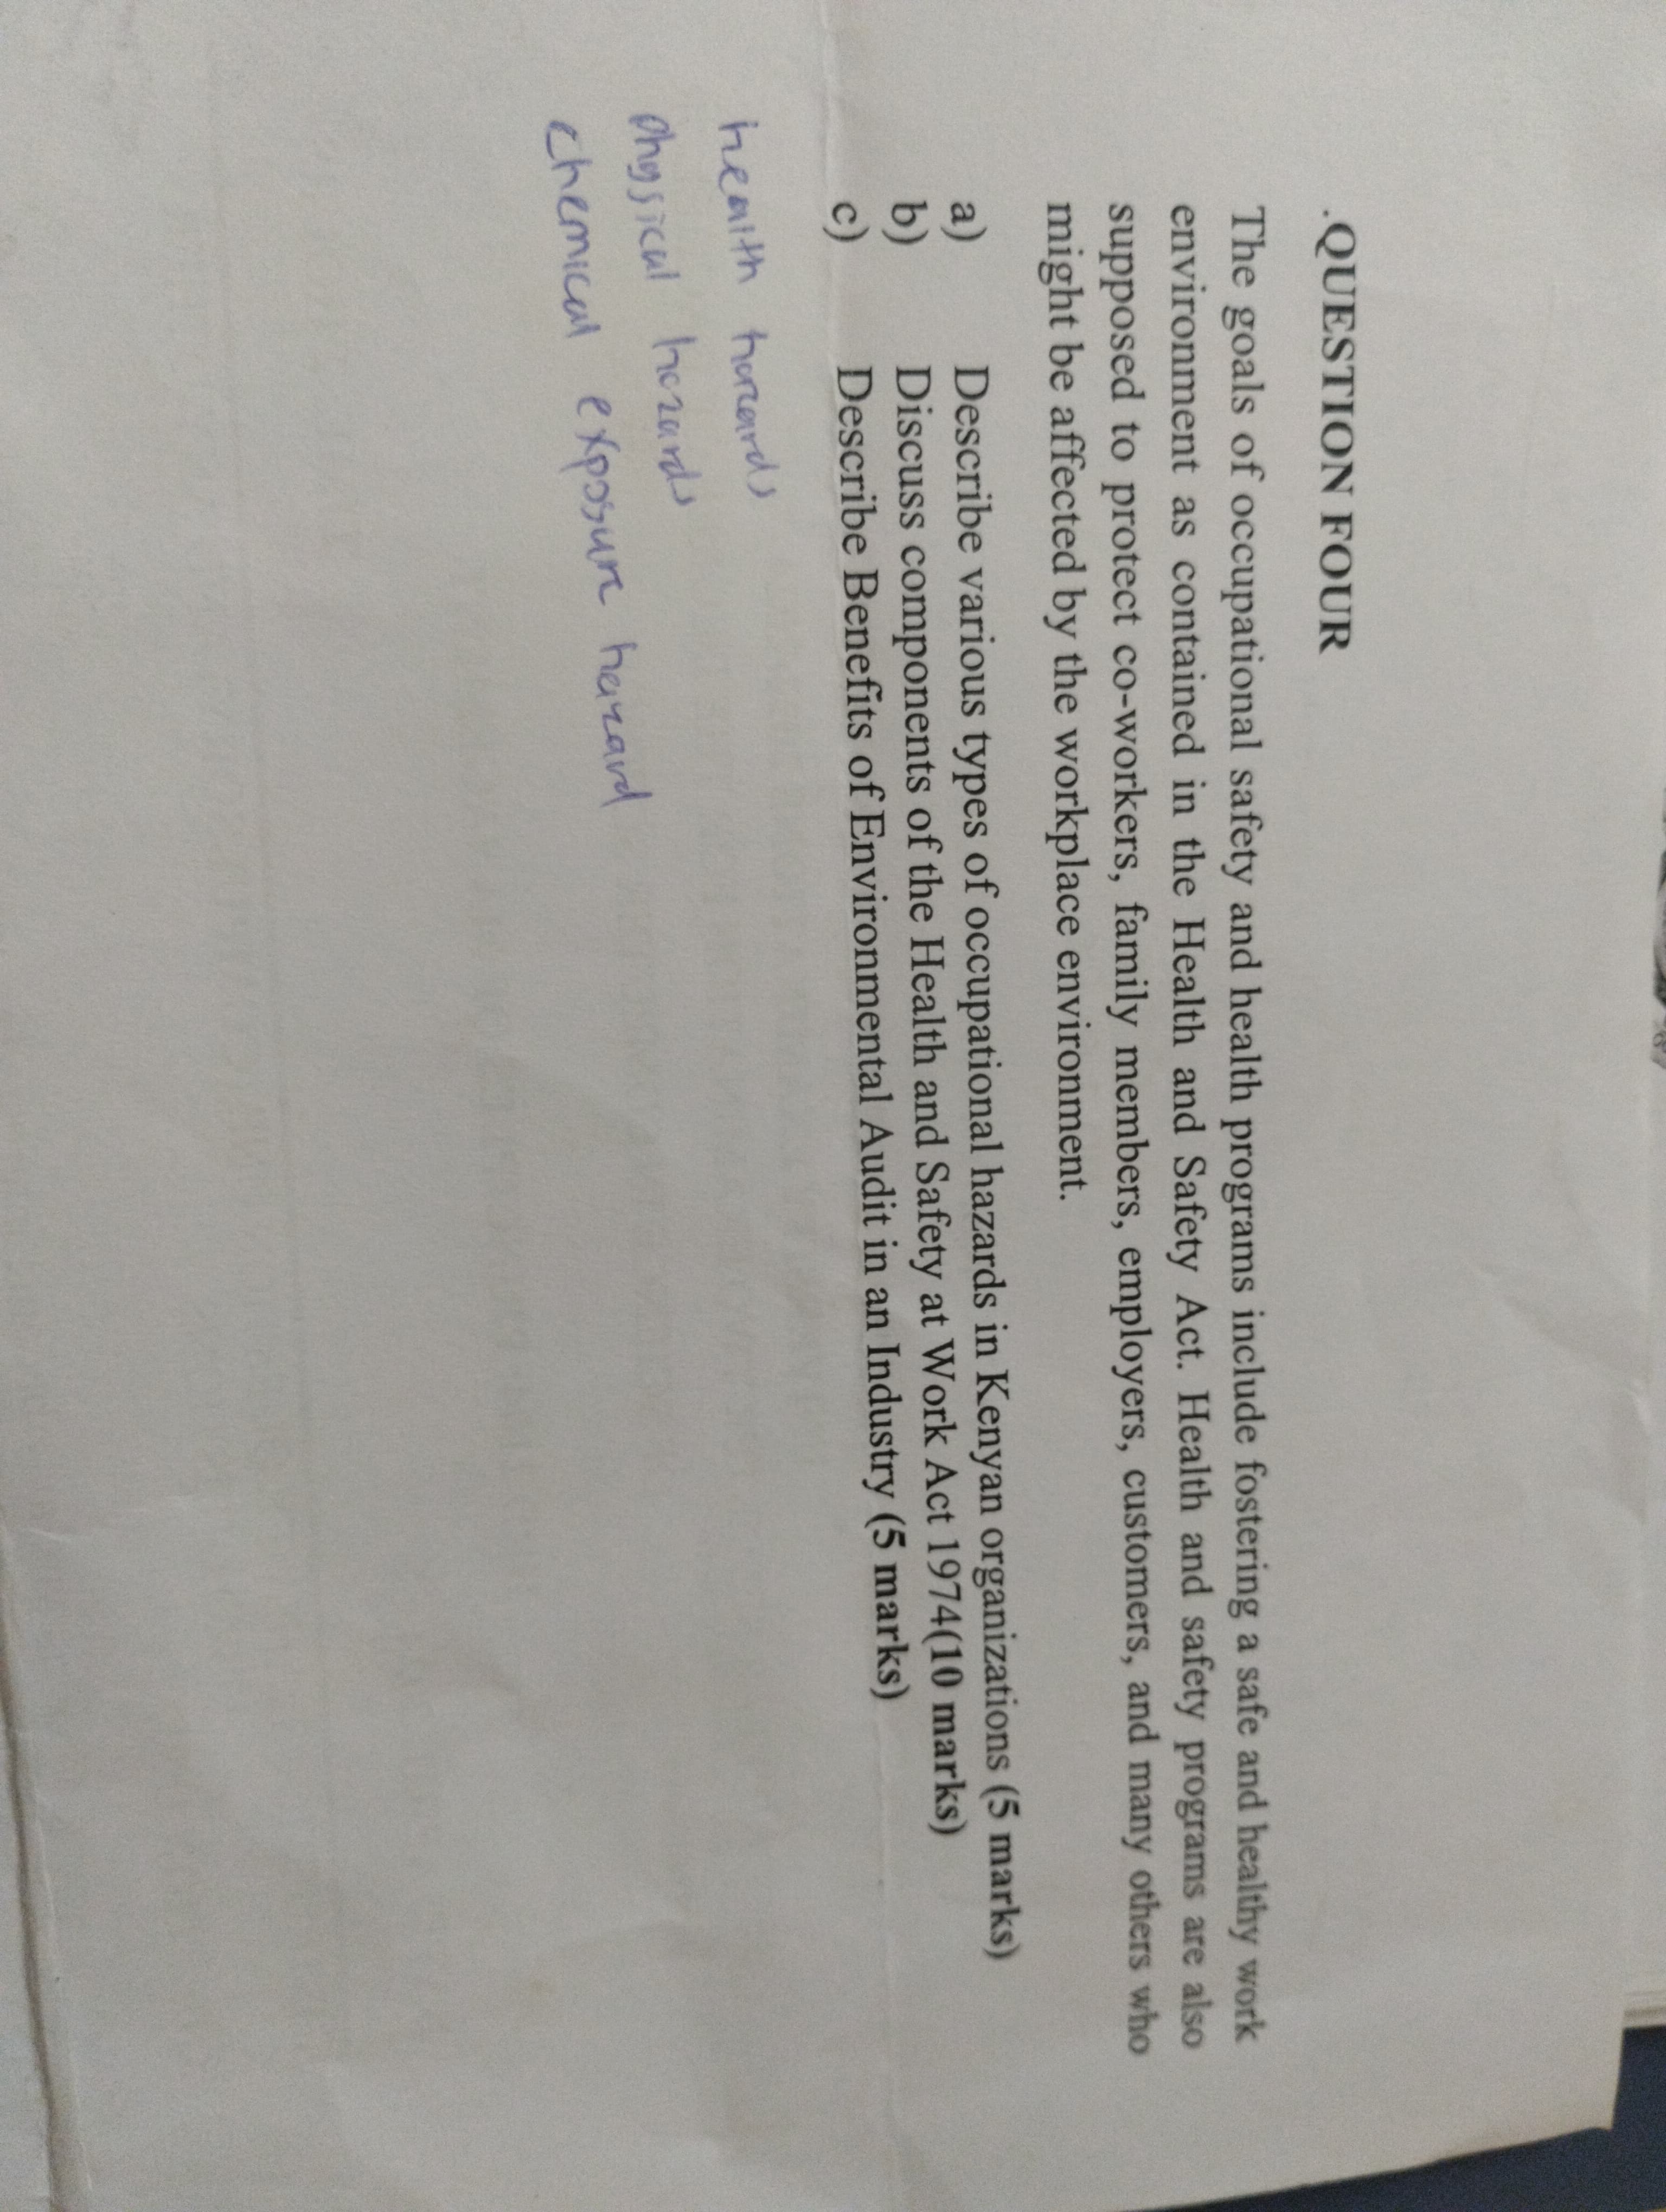 .QUESTION FOUR
The goals of occupational safety and health programs include fostering a safe and healthy work
environment as contained in the Health and Safety Act. Health and safety programs are also
supposed to protect co-workers, family members, employers, customers, and many others who
might be affected by the workplace environment.
a) Describe various types of occupational hazards in Kenyan organizations (5 marks)
b) Discuss components of the Health and Safety at Work Act 1974(10 marks)
c) Describe Benefits of Environmental Audit in an Industry (5 marks)
health hazards
physical hazards
chemical exposure hazard